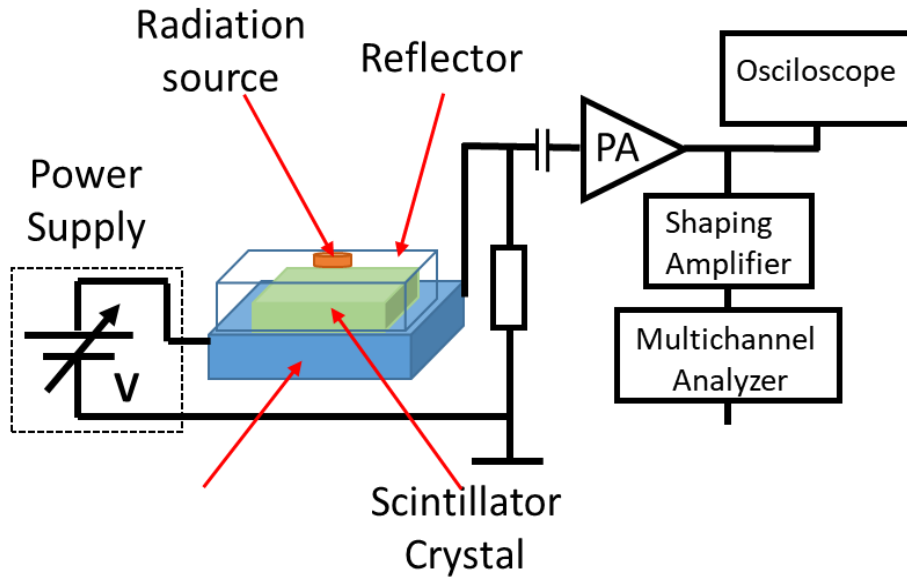 Radiation
source
Reflector
Osciloscope
PA
Power
Supply
Shaping
Amplifier
V
Multichannel
Analyzer
Scintillator
Crystal